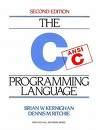 SECOND EDITION
THE
C
ANSI C
PROGRAMMING
LANGUAGE
BRIAN W. KERNIGHAN
DENNIS M. RITCHIE